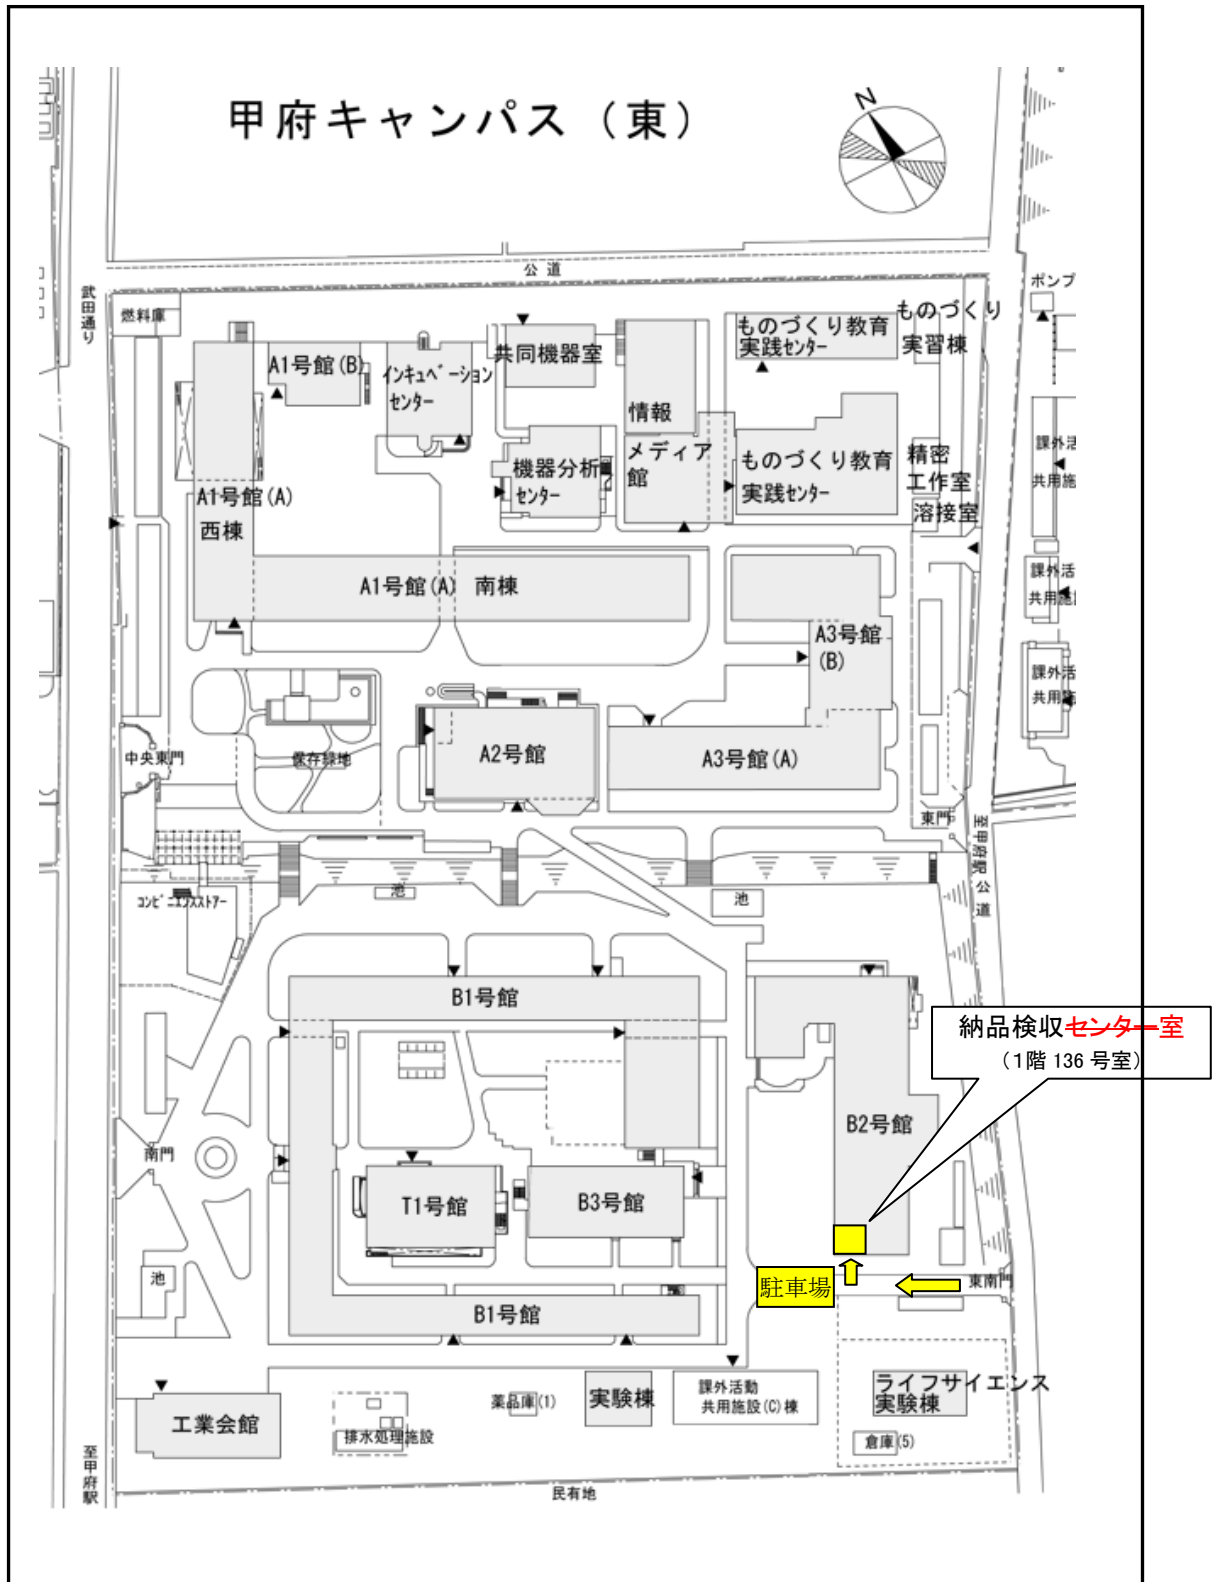 甲府キャンパス（東）
N
公道
武田通り
燃料庫
A1号館(B)
インキュベーション
センター
共同機器室
情報
メディア
館
ものづくり教育
実践センター
ものづくり
実習棟
ポンプ
機器分析
センター
ものづくり教育
実践センター
精密
工作室
溶接室
課外活
共用施
A1号館(A)
西棟
A1号館(A) 南棟
課外活
共用施
A3号館
(B)
課外活
共用施
中央東門
保存緑地
A2号館
A3号館(A)
東門
至甲府駅
公道
コンビニエンスストアー
池
池
B1号館
納品検収センター室
（1階 136 号室）
B2号館
南門
T1号館
B3号館
池
駐車場
東南門
B1号館
工業会館
排水処理施設
薬品庫(1)
実験棟
課外活動
共用施設(C)棟
ライフサイエンス
実験棟
倉庫(5)
至甲府駅
民有地